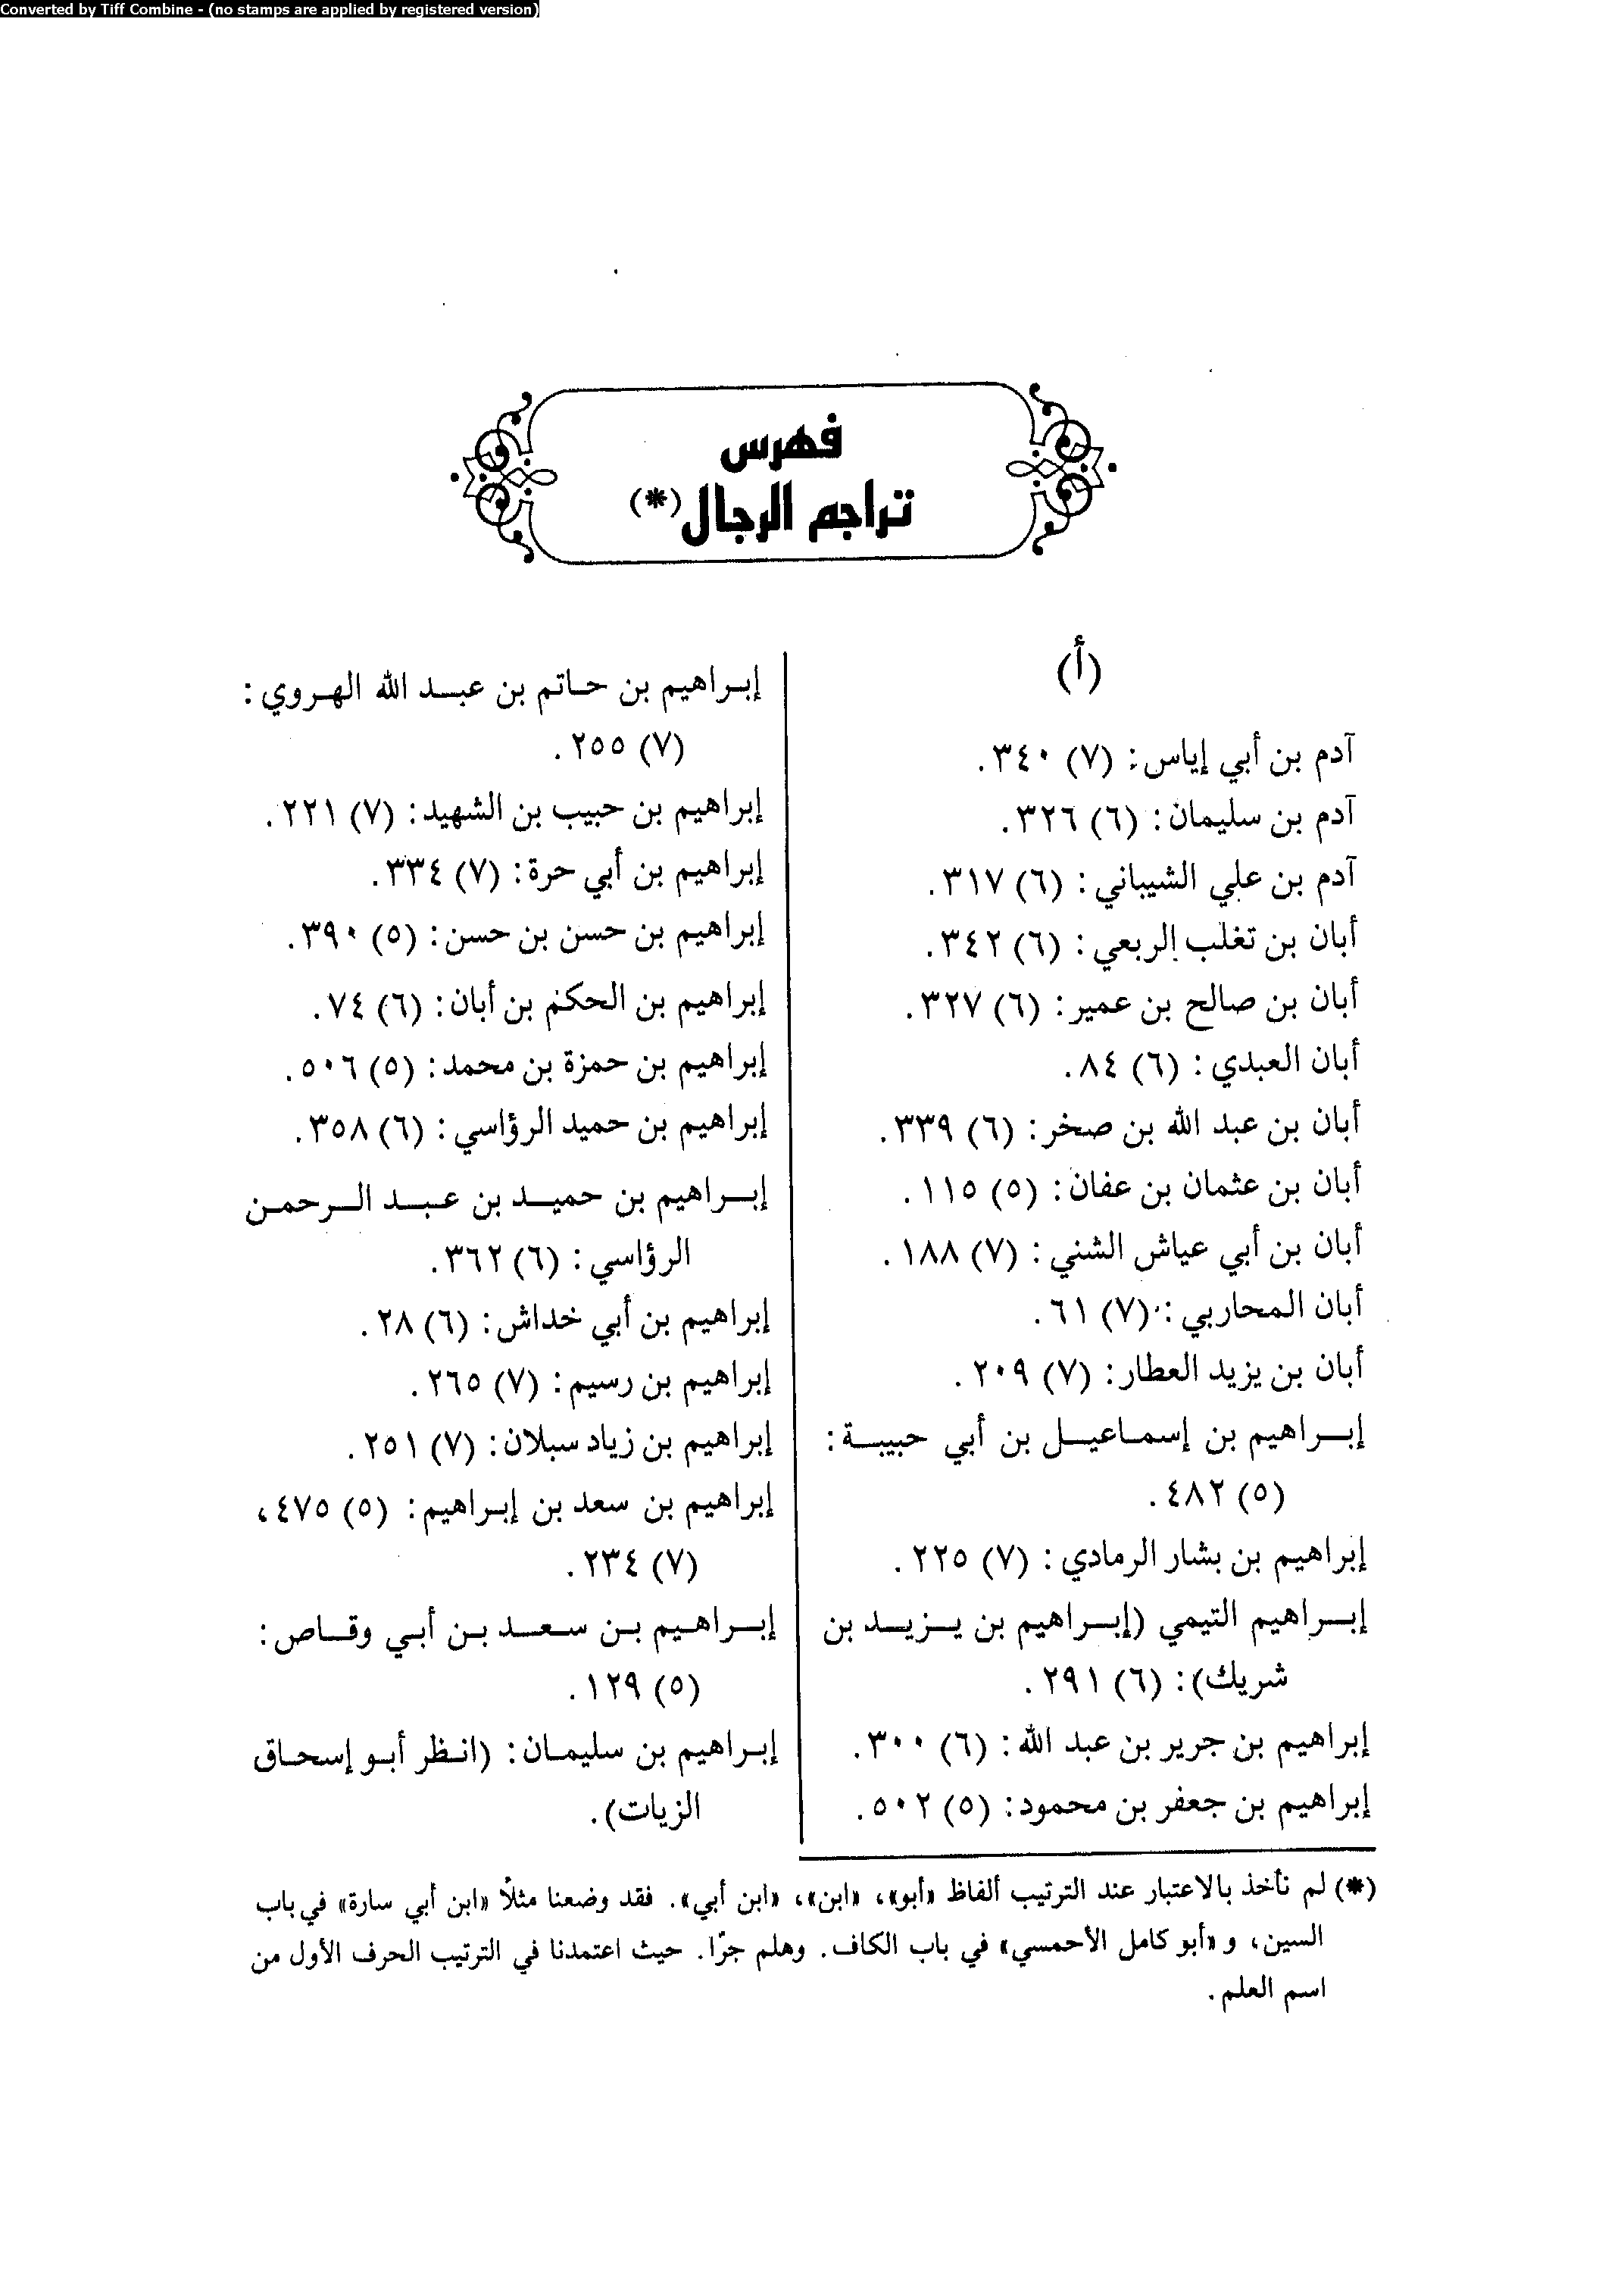 Converted by Tiff Combine - (no stamps are applied by registered version)
فهرس
تراجم الرجال(*)
(أ)
آدم بن أبي إياس: (٧) ٣٤٠.
آدم بن سليمان: (٦) ٣٢٦.
آدم بن علي الشيباني: (٦) ٣١٧.
أبان بن تغلب الربعي: (٦) ٣٤٢.
أبان بن صالح بن عمير: (٦) ٣٢٧.
أبان العبدي: (٦) ٨٤.
أبان بن عبد الله بن صخر: (٦) ٣٣٩.
أبان بن عثمان بن عفان: (٥) ١١٥.
أبان بن أبي عياش الشني: (٧) ١٨٨.
أبان المحاربي: (٧) ٦١.
أبان بن يزيد العطار: (٧) ٢٠٩.
إبراهيم بن إسماعيل بن أبي حبيبة:
(٥) ٤٨٢.
إبراهيم بن بشار الرمادي: (٧) ٢٢٥.
إبراهيم التيمي (إبراهيم بن يزيد بن
شريك): (٦) ٢٩١.
إبراهيم بن جرير بن عبد الله: (٦) ٣٠٠.
إبراهيم بن جعفر بن محمود: (٥) ٥٠٢.
إبراهيم بن حاتم بن عبد الله الهروي:
(٧) ٢٥٥.
إبراهيم بن حبيب بن الشهيد: (٧) ٢٢١.
إبراهيم بن أبي حرة: (٧) ٣٣٤.
إبراهيم بن حسن بن حسن: (٥) ٣٩٠.
إبراهيم بن الحكم بن أبان: (٦) ٧٤.
إبراهيم بن حمزة بن محمد: (٥) ٥٠٦.
إبراهيم بن حميد الرؤاسي: (٦) ٣٥٨.
إبراهيم بن حميد بن عبد الرحمن
الرؤاسي: (٦) ٣٦٢.
إبراهيم بن أبي خداش: (٦) ٢٨.
إبراهيم بن رسيم: (٧) ٢٦٥.
إبراهيم بن زياد سبلان: (٧) ٢٥١.
إبراهيم بن سعد بن إبراهيم: (٥) ٤٧٥،
(٧) ٢٣٤.
إبراهيم بن سعد بن أبي وقاص:
(٥) ١٢٩.
إبراهيم بن سليمان: (انظر أبو إسحاق
الزيات).
(*) لم نأخذ بالاعتبار عند الترتيب ألفاظ «أبو»، «ابن»، «ابن أبي». فقد وضعنا مثلاً «ابن أبي سارة» في باب
السين، و «أبو كامل الأحمسي» في باب الكاف. وهلم جرّا. حيث اعتمدنا في الترتيب الحرف الأول من
اسم العلم.